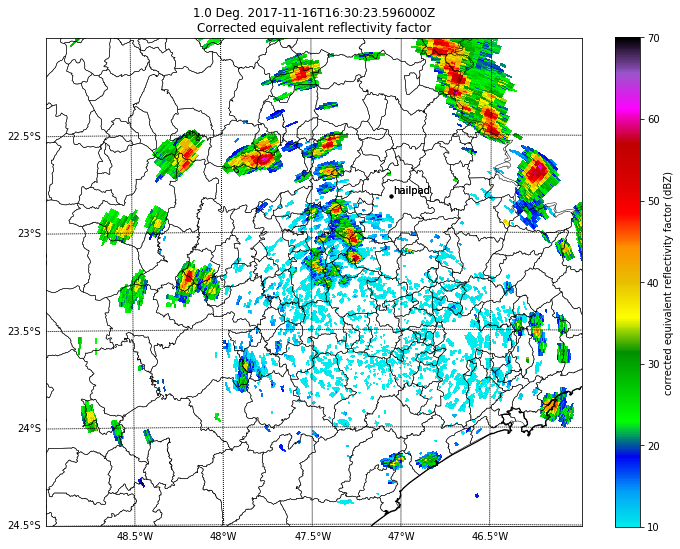 1.0 Deg. 2017-11-16T16:30:23.596000Z
Corrected equivalent reflectivity factor
22.5°S
23°S
23.5°S
24°S
24.5°S
48.5°W
48°W
47.5°W
47°W
46.5°W
hailpad
70
60
50
40
30
20
10
corrected equivalent reflectivity factor (dBZ)